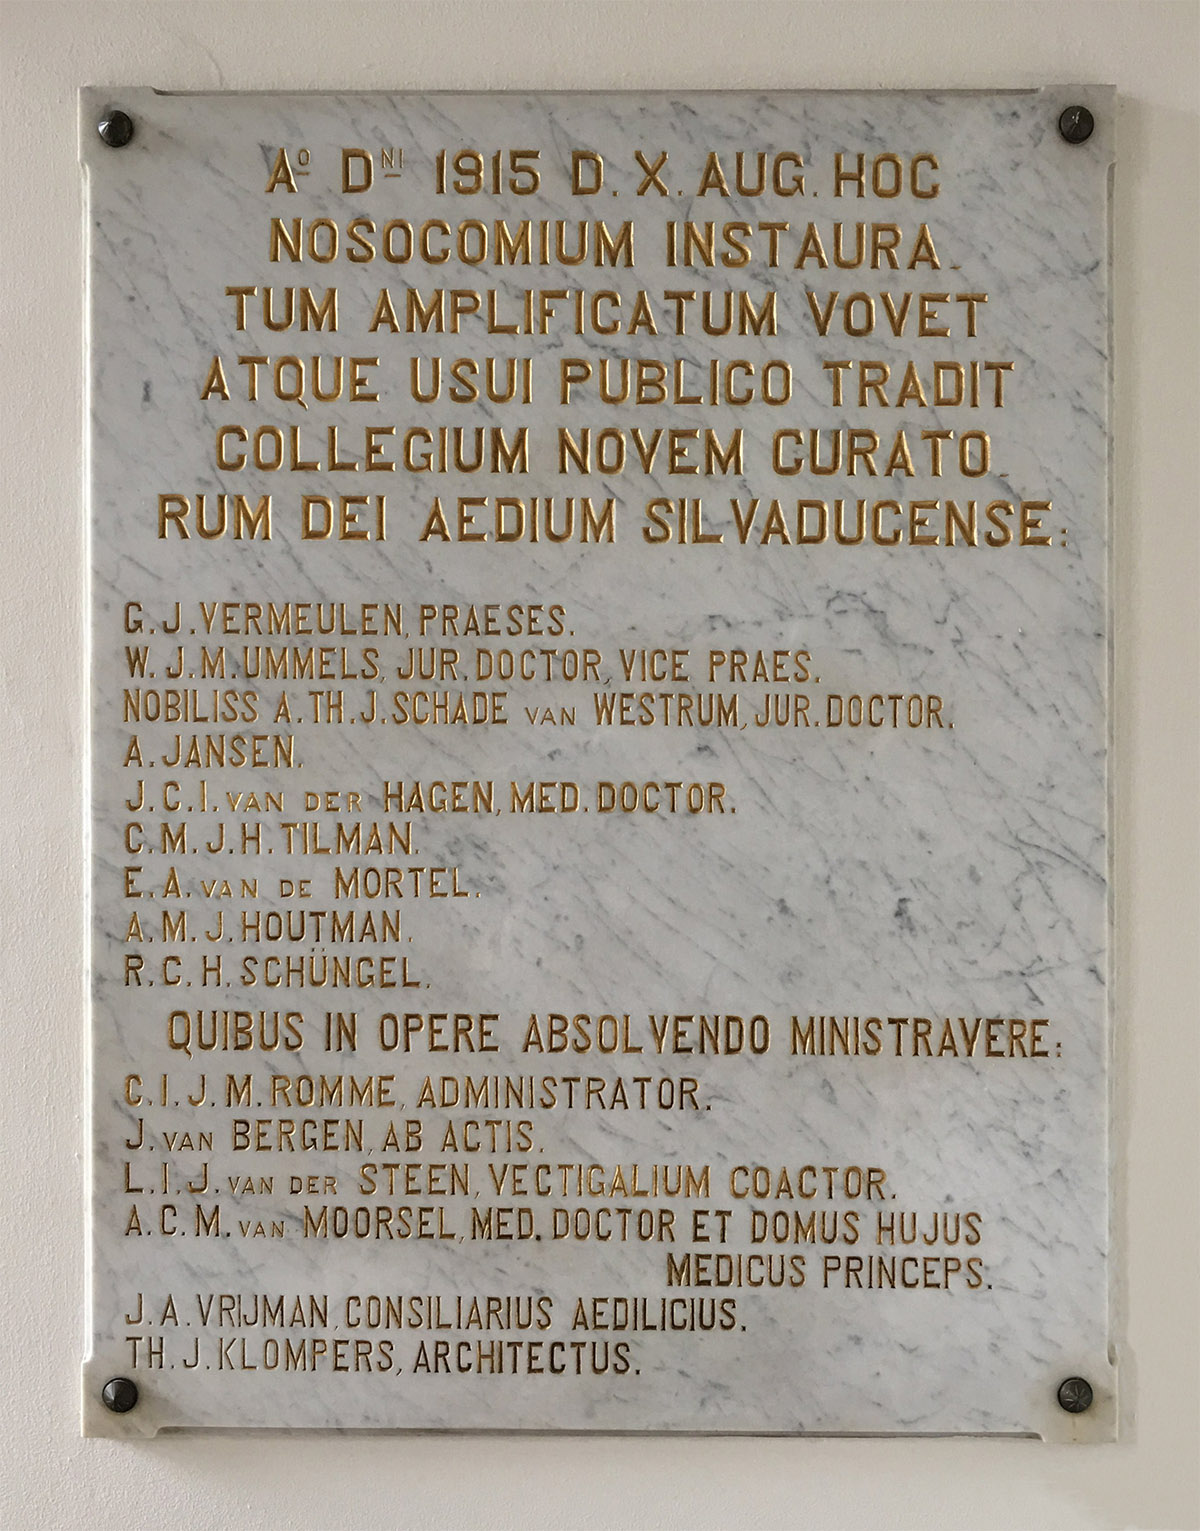 Aº Dᴺᴵ 1915 D. X. AUG. HOC
NOSOCOMIUM INSTAURA-
TUM AMPLIFICATUM VOVET
ATQUE USUI PUBLICO TRADIT
COLLEGIUM NOVEM CURATO-
RUM DEI AEDIUM SILVADUCENSE:
G.J. VERMEULEN, PRAESES.
W.J.M. UMMELS, JUR. DOCTOR, VICE PRAES.
NOBILISS A.TH.J. SCHADE VAN WESTRUM, JUR. DOCTOR.
A. JANSEN.
J.C.I. VAN DER HAGEN, MED. DOCTOR.
C.M.J.H. TILMAN.
E.A. VAN DE MORTEL.
A.M.J. HOUTMAN.
R.C.H. SCHÜNGEL.
QUIBUS IN OPERE ABSOLVENDO MINISTRAVERE:
C.I.J.M. ROMME, ADMINISTRATOR.
J. VAN BERGEN, AB ACTIS.
L.I.J. VAN DER STEEN, VECTIGALIUM COACTOR.
A.C.M. VAN MOORSEL, MED. DOCTOR ET DOMUS HUJUS
MEDICUS PRINCEPS.
J.A. VRIJMAN, CONSILIARIUS AEDILICIUS.
TH.J. KLOMPERS, ARCHITECTUS.